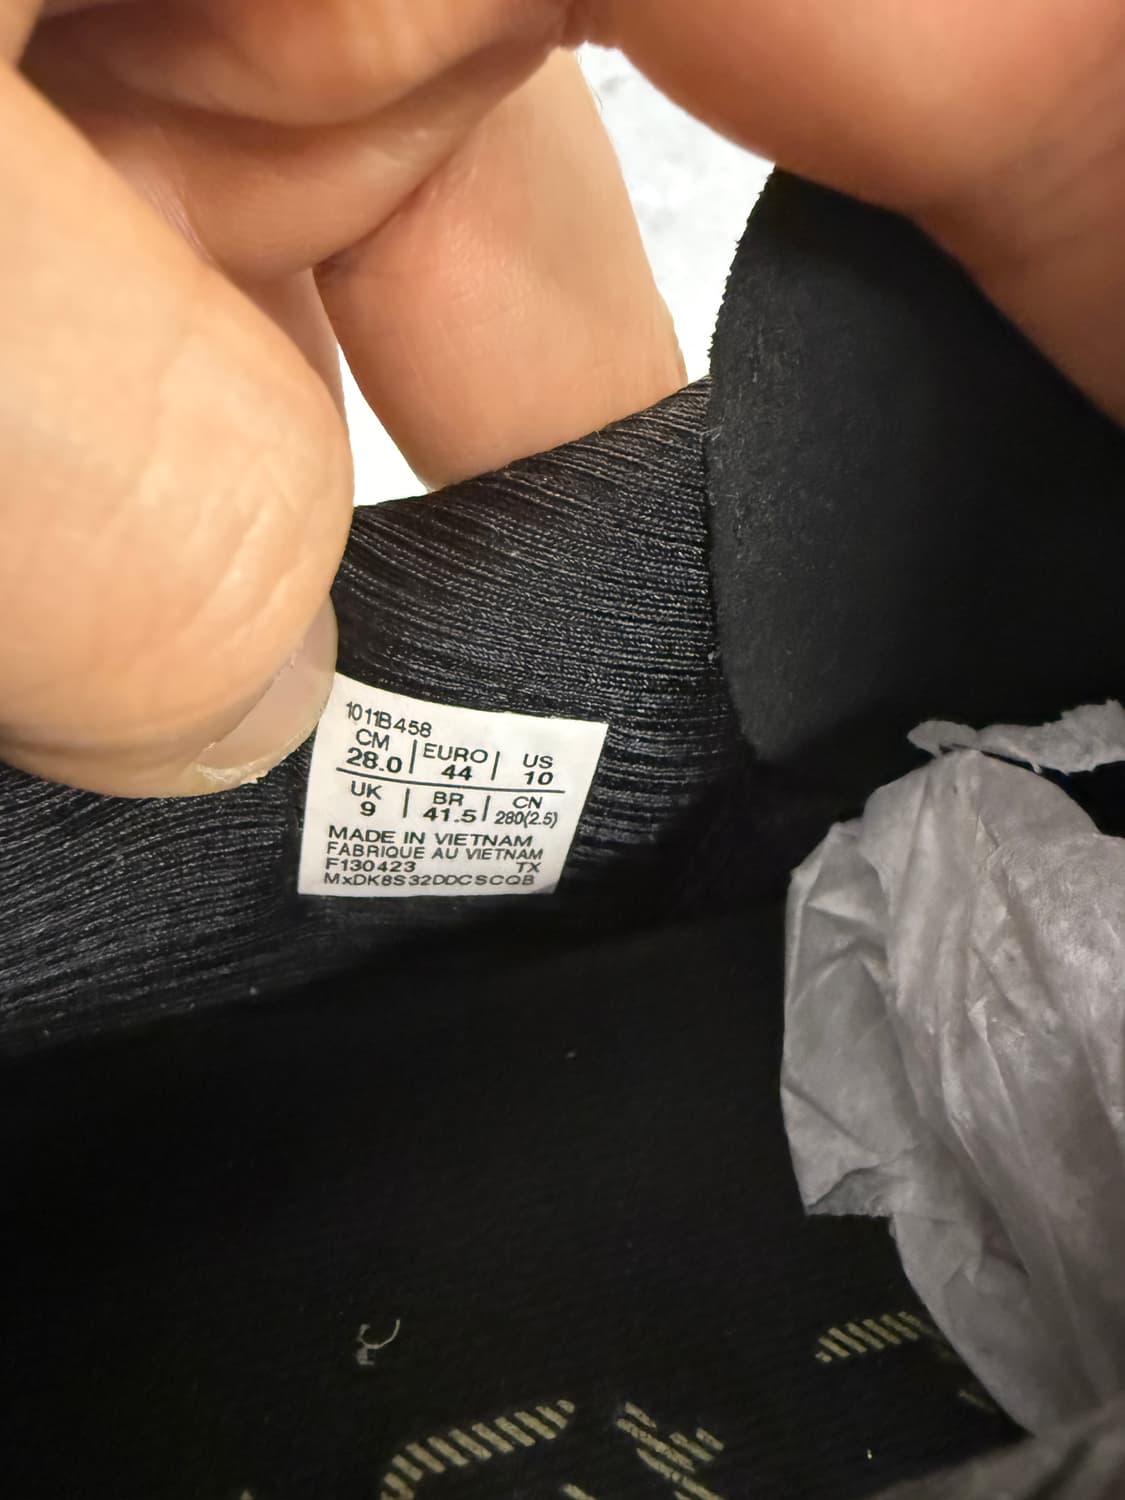 1011B458
CM | EURO | US
28.0 | 44 | 10
UK | BR | CN
9 | 41.5 | 280(2.5)
MADE IN VIETNAM
FABRIQUE AU VIETNAM
F130423 TX
MxDK8S32DDCSCQB